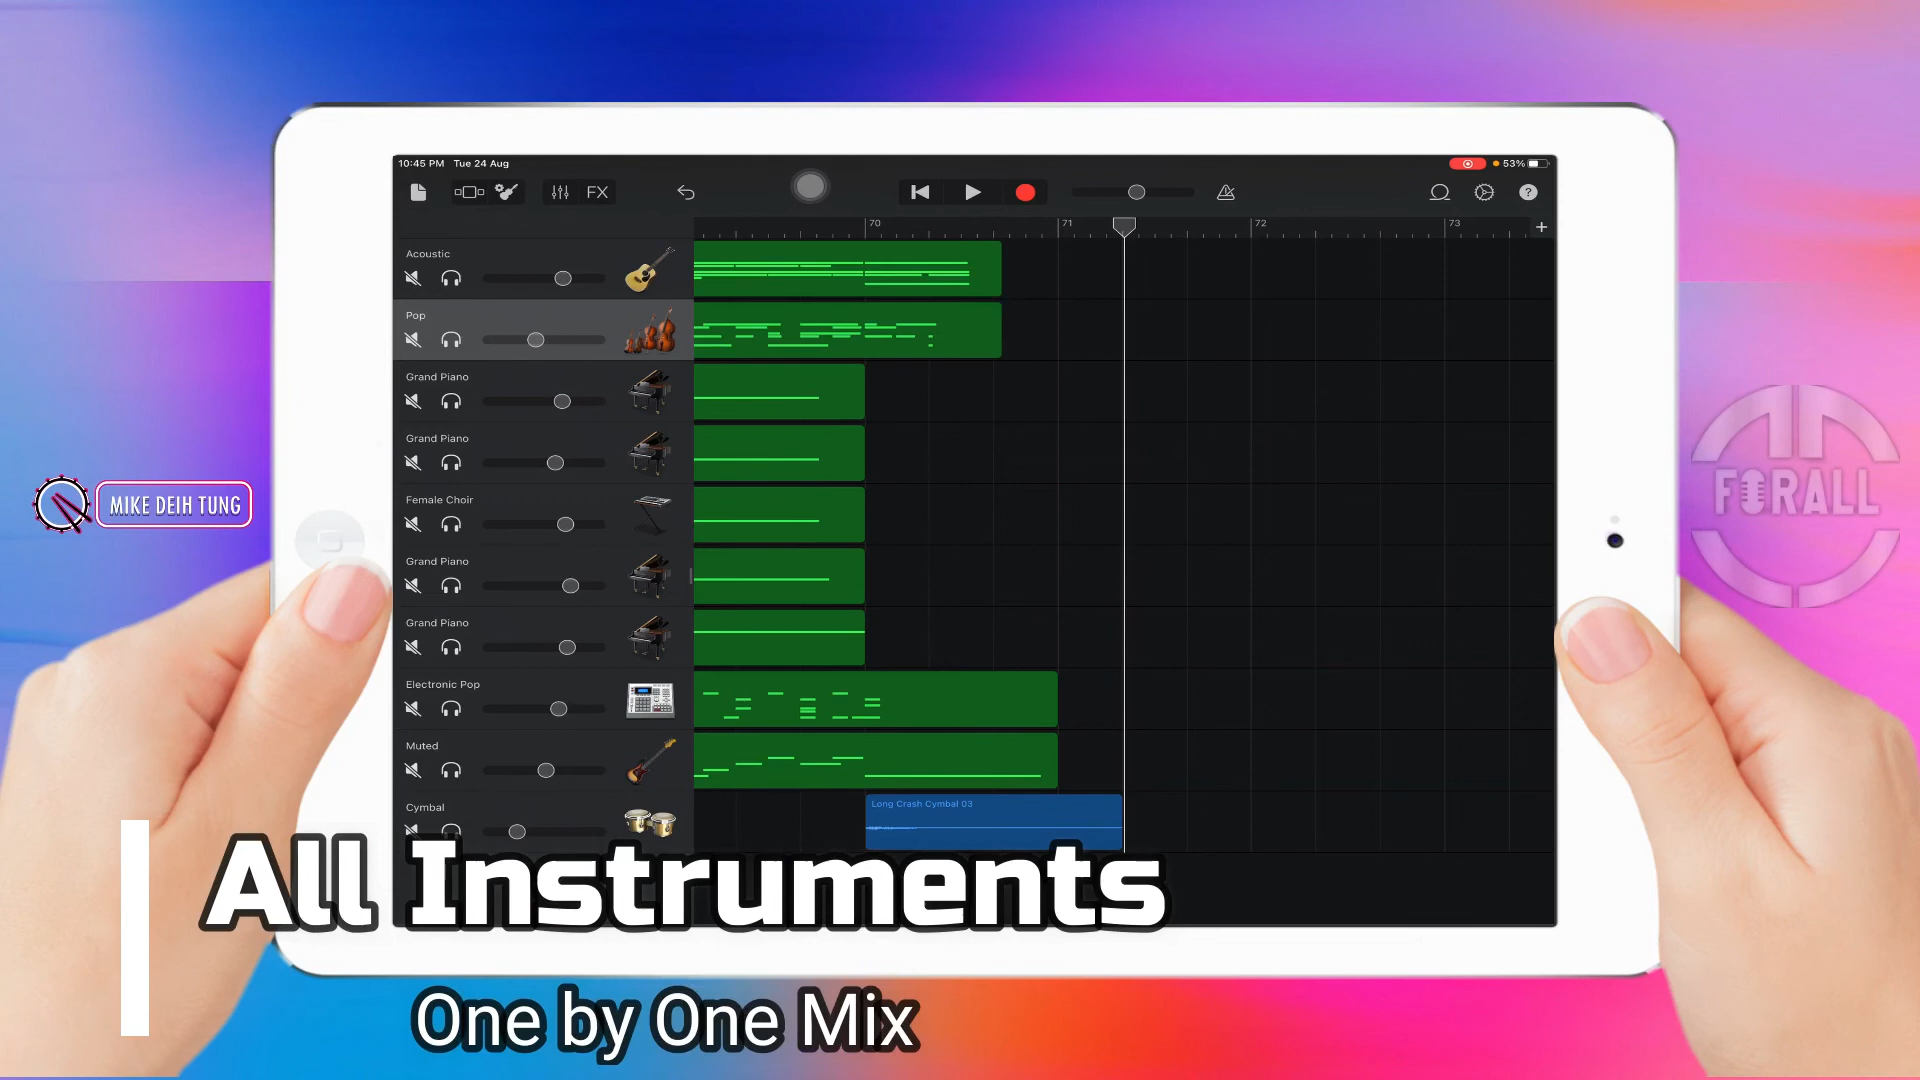 10:45 PM Tue 24 Aug
53%
FX
?
70 71 72 73 +
Acoustic
Pop
Grand Piano
Grand Piano
Female Choir
MIKE DEIH TUNG
FORALL
Grand Piano
Grand Piano
Electronic Pop
Muted
Cymbal
Long Crash Cymbal 03
All Instruments
One by One Mix